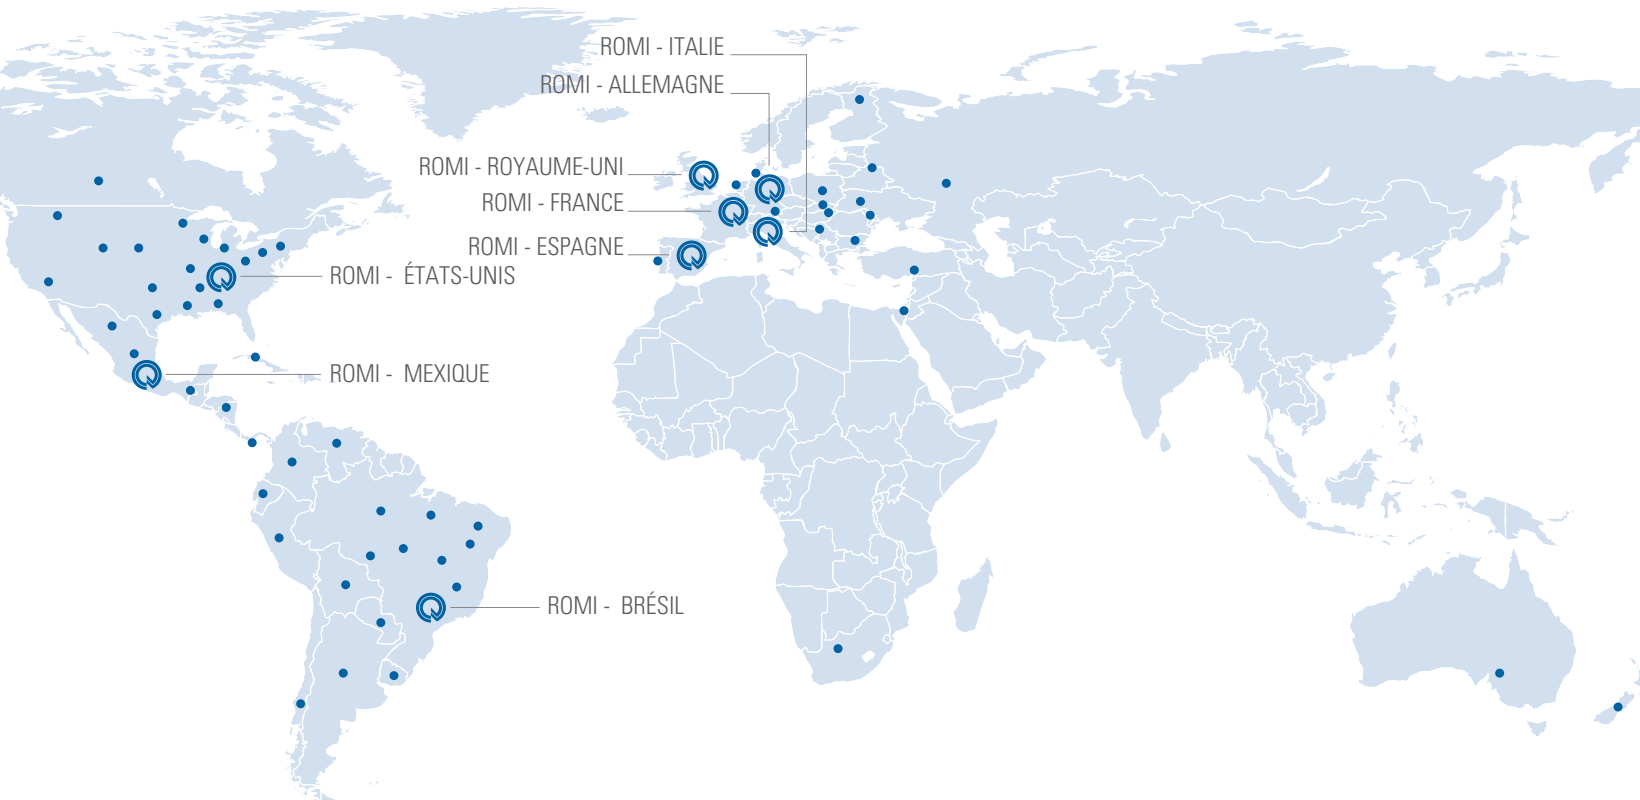 ROMI - ITALIE
ROMI - ALLEMAGNE
ROMI - ROYAUME-UNI
ROMI - FRANCE
ROMI - ESPAGNE
ROMI - ÉTATS-UNIS
ROMI - MEXIQUE
ROMI - BRÉSIL